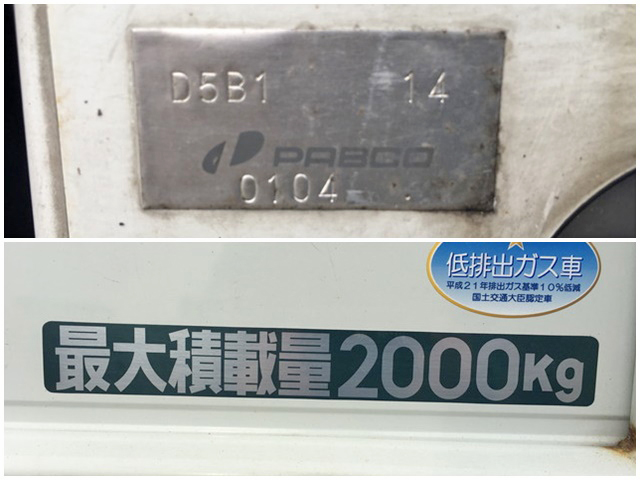 D5B1 14
PABCO
0104
低排出ガス車
平成21年排出ガス基準10%低減
国土交通大臣認定車
最大積載量2000Kg